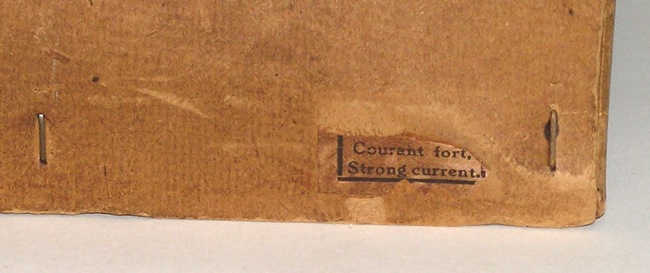 Courant fort.
Strong current.